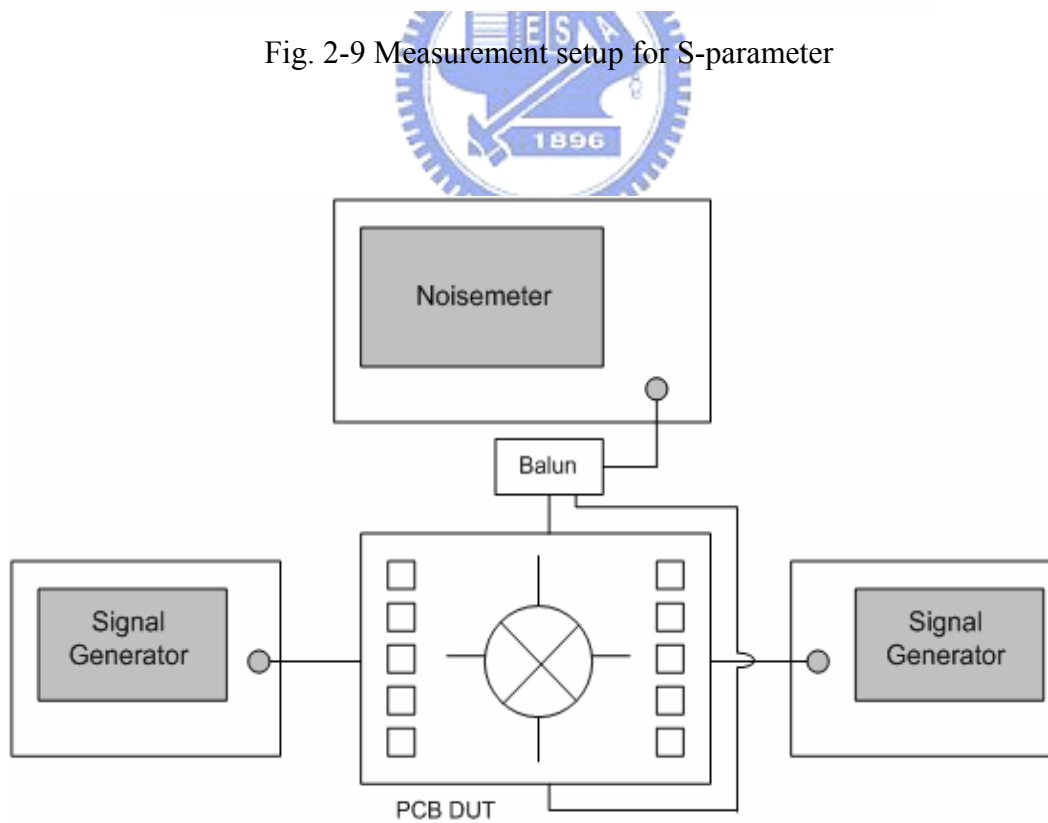 E S A
Fig. 2-9 Measurement setup for S-parameter
1896
Noisemeter
Balun
Signal
Generator
Signal
Generator
PCB DUT